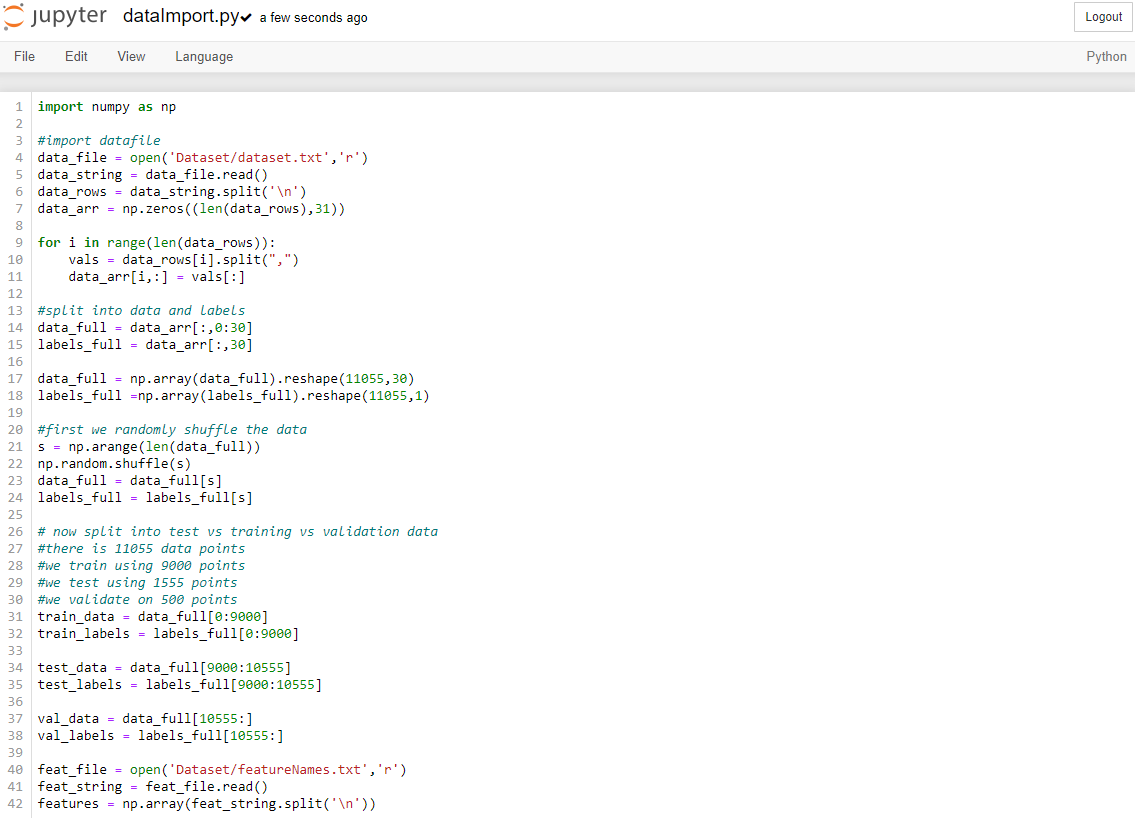 jupyter dataImport.py✔ a few seconds ago
Logout
File Edit View Language
Python
1 import numpy as np
2
3 #import datafile
4 data_file = open('Dataset/dataset.txt','r')
5 data_string = data_file.read()
6 data_rows = data_string.split('\n')
7 data_arr = np.zeros((len(data_rows),31))
8
9 for i in range(len(data_rows)):
10     vals = data_rows[i].split(",")
11     data_arr[i,:] = vals[:]
12
13 #split into data and labels
14 data_full = data_arr[:,0:30]
15 labels_full = data_arr[:,30]
16
17 data_full = np.array(data_full).reshape(11055,30)
18 labels_full =np.array(labels_full).reshape(11055,1)
19
20 #first we randomly shuffle the data
21 s = np.arange(len(data_full))
22 np.random.shuffle(s)
23 data_full = data_full[s]
24 labels_full = labels_full[s]
25
26 # now split into test vs training vs validation data
27 #there is 11055 data points
28 #we train using 9000 points
29 #we test using 1555 points
30 #we validate on 500 points
31 train_data = data_full[0:9000]
32 train_labels = labels_full[0:9000]
33
34 test_data = data_full[9000:10555]
35 test_labels = labels_full[9000:10555]
36
37 val_data = data_full[10555:]
38 val_labels = labels_full[10555:]
39
40 feat_file = open('Dataset/featureNames.txt','r')
41 feat_string = feat_file.read()
42 features = np.array(feat_string.split('\n'))